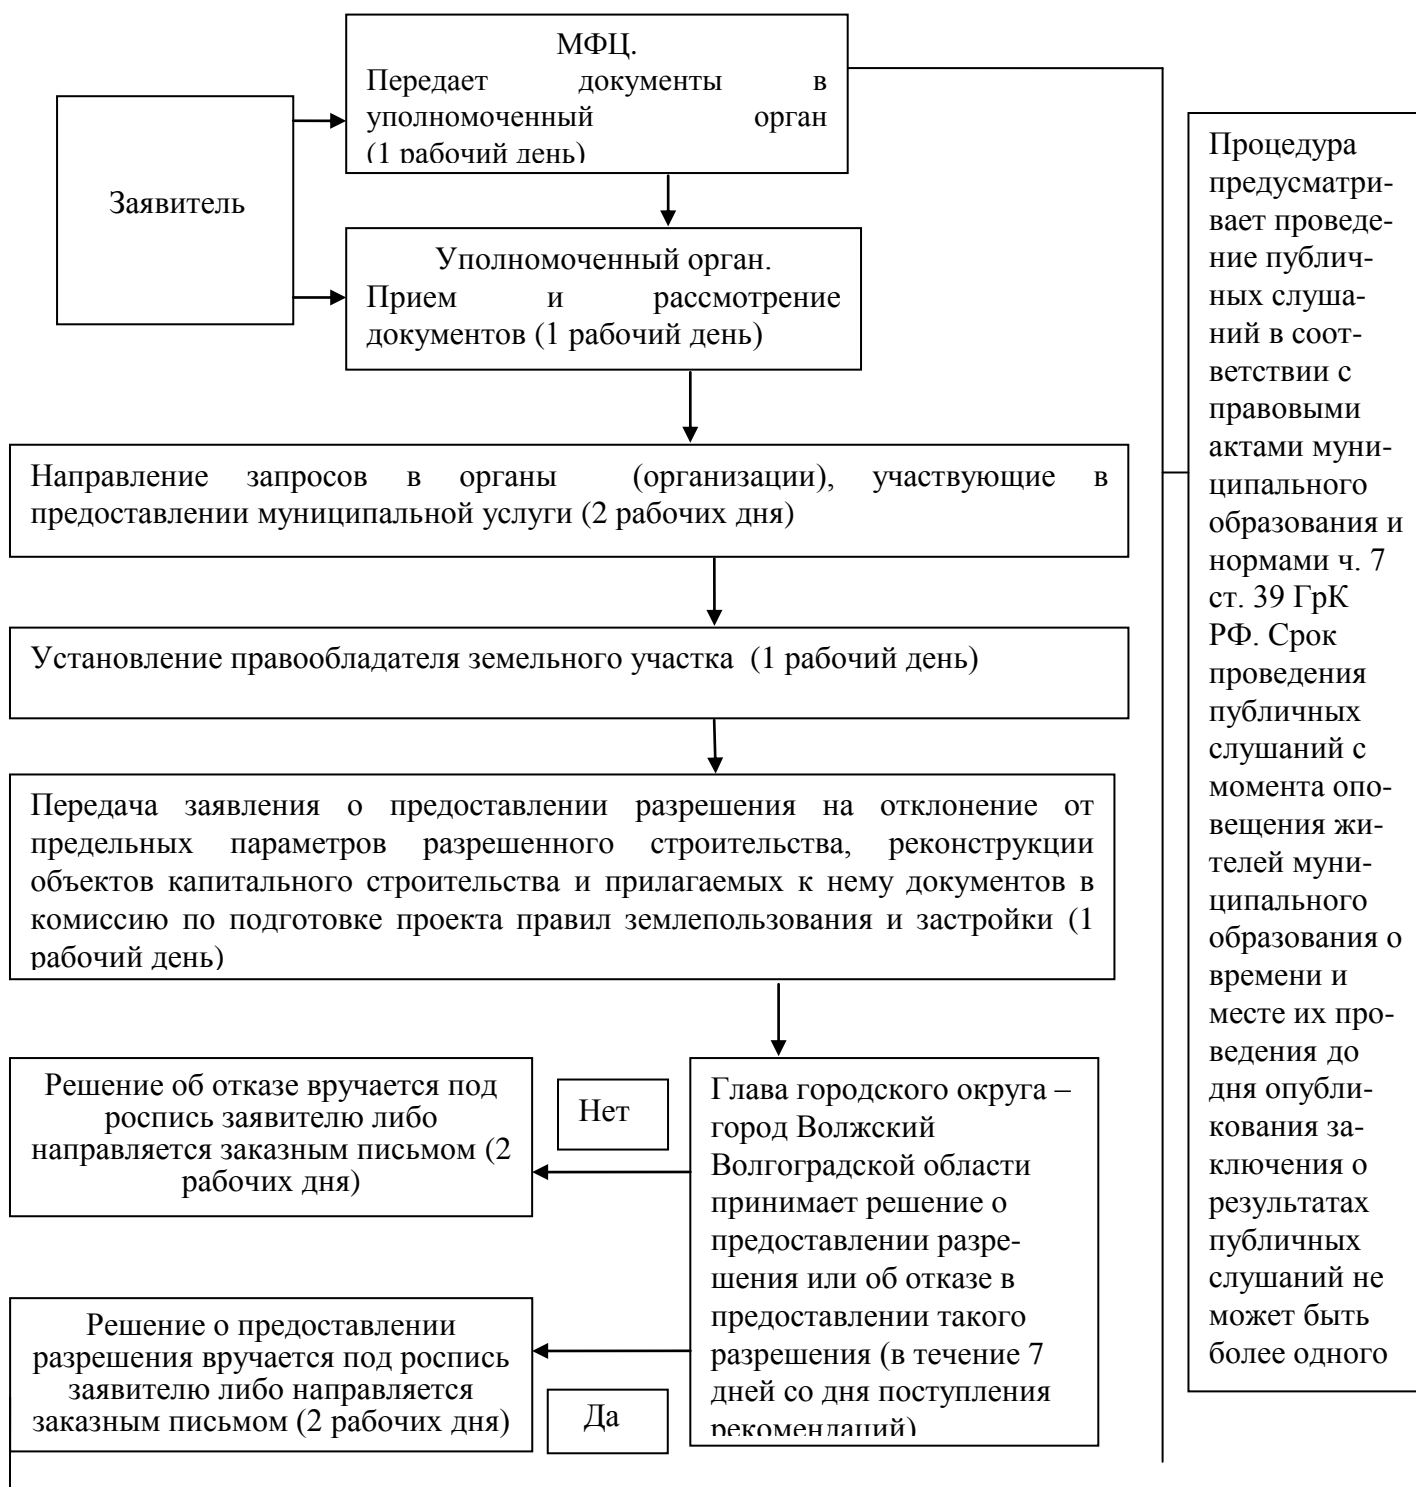 МФЦ.
Передает документы в
уполномоченный орган
(1 рабочий день)
Заявитель
Уполномоченный орган.
Прием и рассмотрение
документов (1 рабочий день)
Направление запросов в органы (организации), участвующие в
предоставлении муниципальной услуги (2 рабочих дня)
Установление правообладателя земельного участка (1 рабочий день)
Передача заявления о предоставлении разрешения на отклонение от
предельных параметров разрешенного строительства, реконструкции
объектов капитального строительства и прилагаемых к нему документов в
комиссию по подготовке проекта правил землепользования и застройки (1
рабочий день)
Решение об отказе вручается под
роспись заявителю либо
направляется заказным письмом (2
рабочих дня)
Нет
Глава городского округа –
город Волжский
Волгоградской области
принимает решение о
предоставлении разре-
шения или об отказе в
предоставлении такого
разрешения (в течение 7
дней со дня поступления
рекомендаций)
Решение о предоставлении
разрешения вручается под роспись
заявителю либо направляется
заказным письмом (2 рабочих дня)
Да
Процедура
предусматри-
вает проведе-
ние публич-
ных слуша-
ний в соот-
ветствии с
правовыми
актами муни-
ципального
образования и
нормами ч. 7
ст. 39 ГрК
РФ. Срок
проведения
публичных
слушаний с
момента опо-
вещения жи-
телей муни-
ципального
образования о
времени и
месте их про-
ведения до
дня опубли-
кования за-
ключения о
результатах
публичных
слушаний не
может быть
более одного